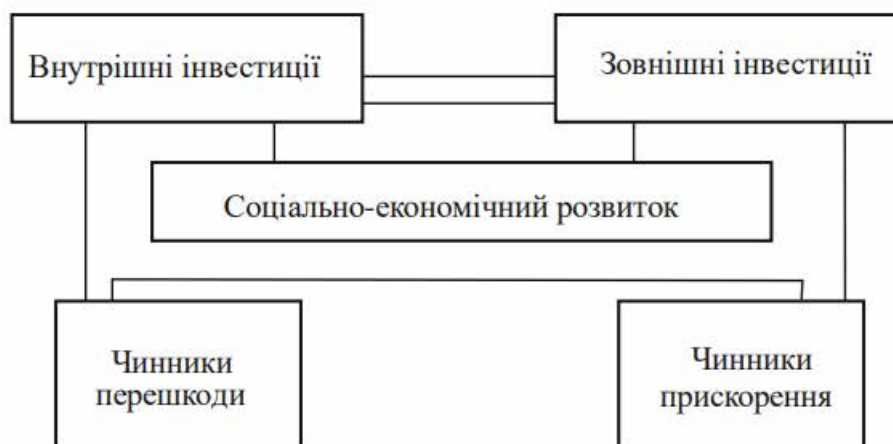 Внутрішні інвестиції
Зовнішні інвестиції
Соціально-економічний розвиток
Чинники
перешкоди
Чинники
прискорення